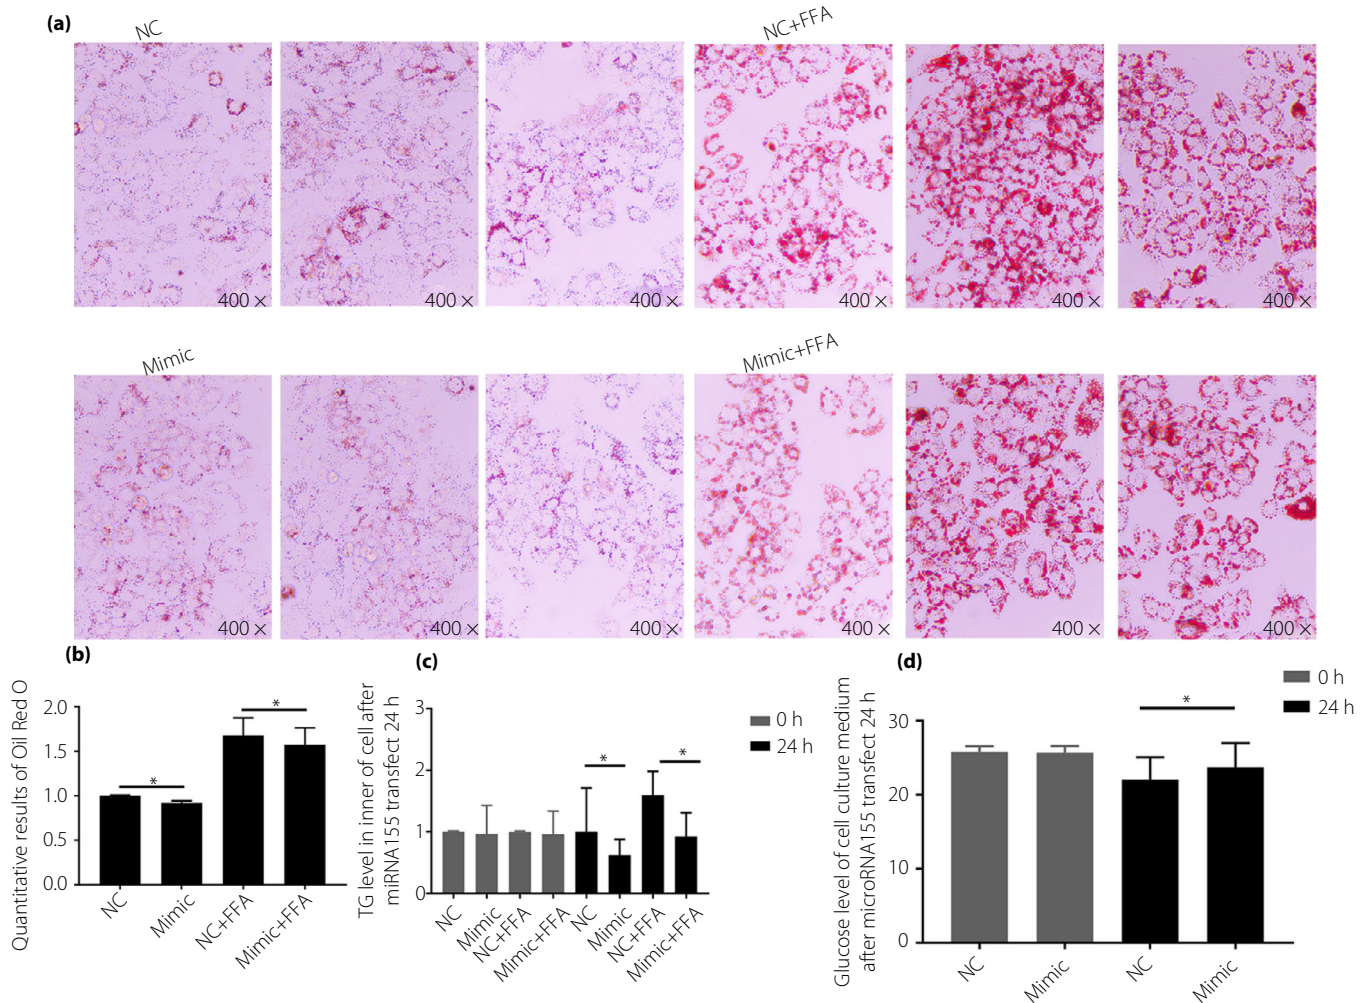 (a)
NC
NC+FFA
400 ×
400 ×
400 ×
400 ×
400 ×
400 ×
Mimic
Mimic+FFA
400 ×
400 ×
400 ×
400 ×
400 ×
400 ×
(b)
Quantitative results of Oil Red O
2.0
1.5
1.0
0.5
0.0
*
*
NC
Mimic
NC+FFA
Mimic+FFA
(c)
TG level in inner of cell after
miRNA155 transfect 24 h
3
2
1
0
*
*
0 h
24 h
NC
Mimic
NC+FFA
Mimic+FFA
NC
Mimic
NC+FFA
Mimic+FFA
(d)
Glucose level of cell culture medium
after microRNA155 transfect 24 h
30
20
10
0
*
0 h
24 h
NC
Mimic
NC
Mimic